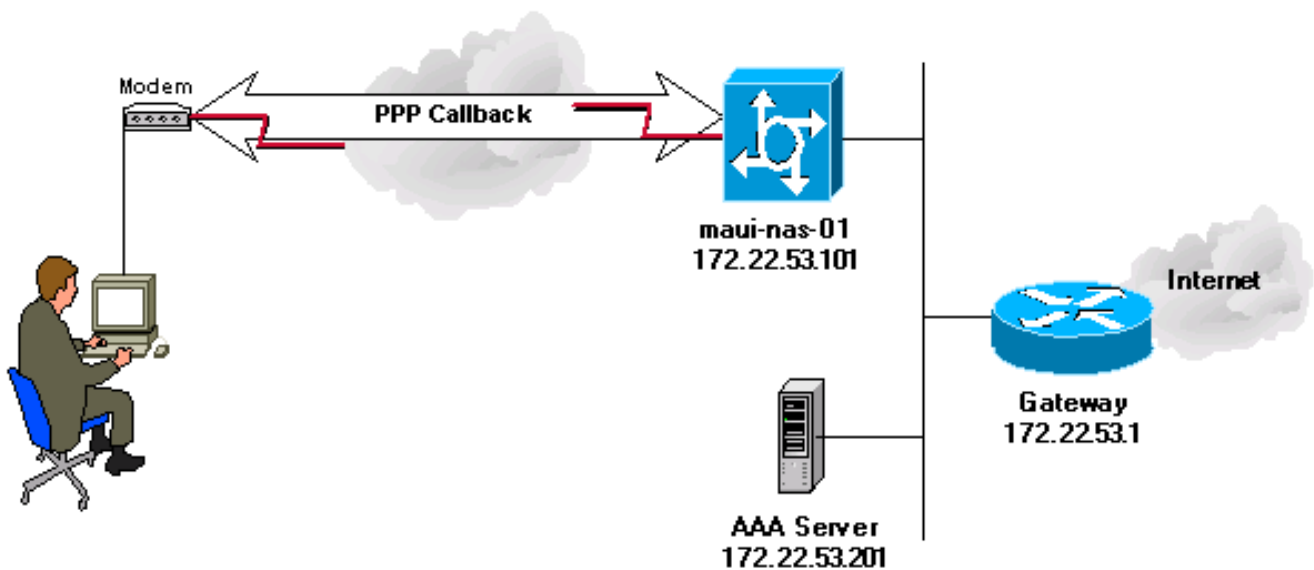 Modem
PPP Callback
maui-nas-01
172.22.53.101
Internet
Gateway
172.22.53.1
AAA Server
172.22.53.201